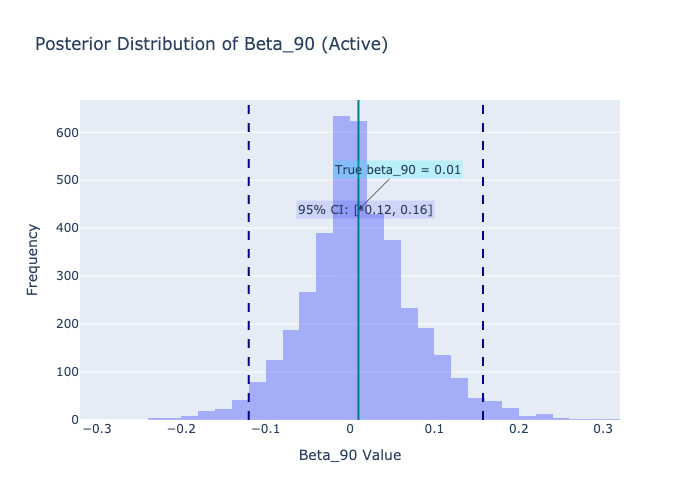 Posterior Distribution of Beta_90 (Active)
600
500
400
300
200
100
0
Frequency
True beta_90 = 0.01
95% CI: [-0.12, 0.16]
−0.3
−0.2
−0.1
0
0.1
0.2
0.3
Beta_90 Value